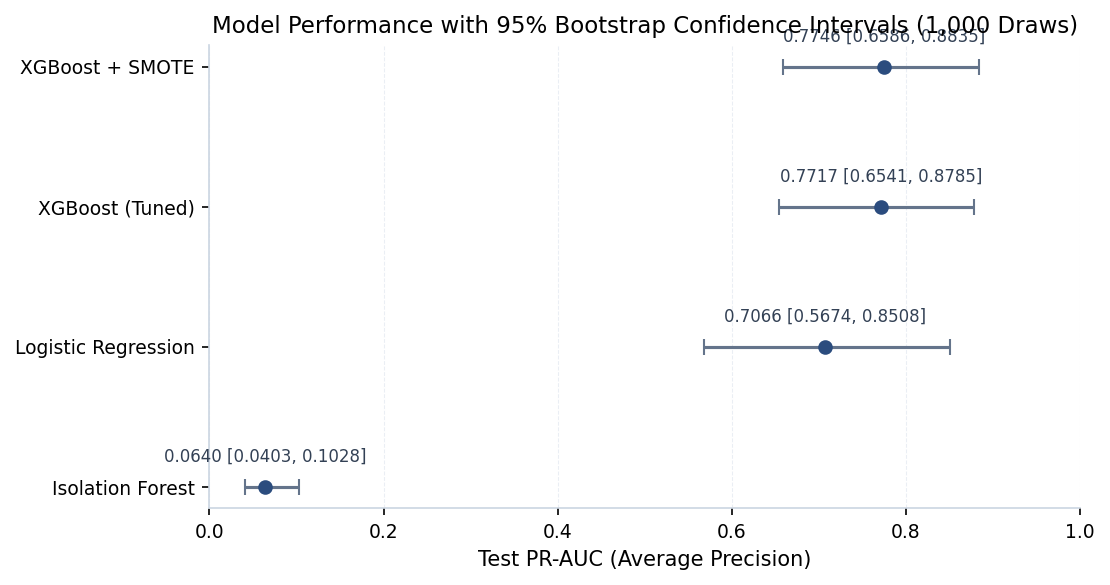 Model Performance with 95% Bootstrap Confidence Intervals (1,000 Draws)
0.7746 [0.6586, 0.8835]
XGBoost + SMOTE
0.7717 [0.6541, 0.8785]
XGBoost (Tuned)
0.7066 [0.5674, 0.8508]
Logistic Regression
0.0640 [0.0403, 0.1028]
Isolation Forest
0.0 0.2 0.4 0.6 0.8 1.0
Test PR-AUC (Average Precision)